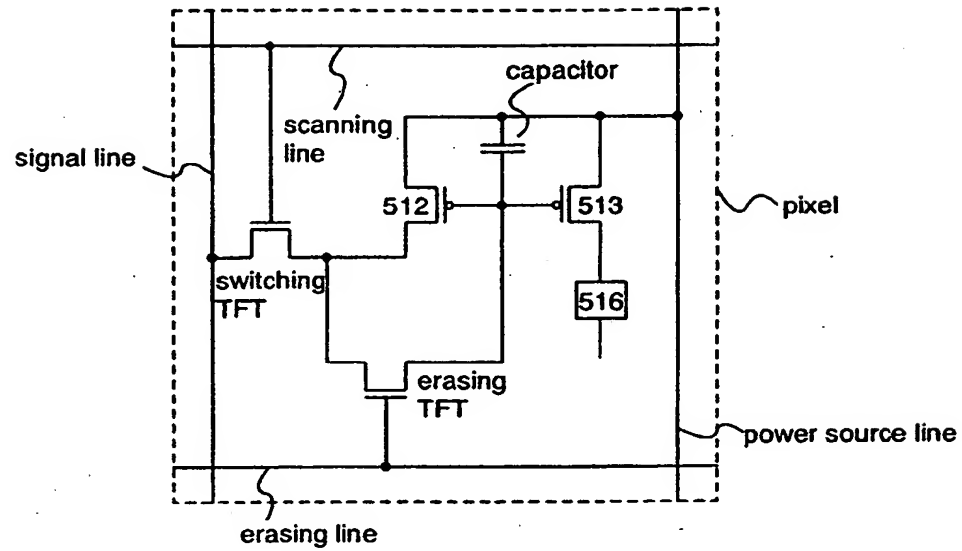 capacitor
scanning
line
signal line
512
513
pixel
switching
TFT
516
erasing
TFT
power source line
erasing line